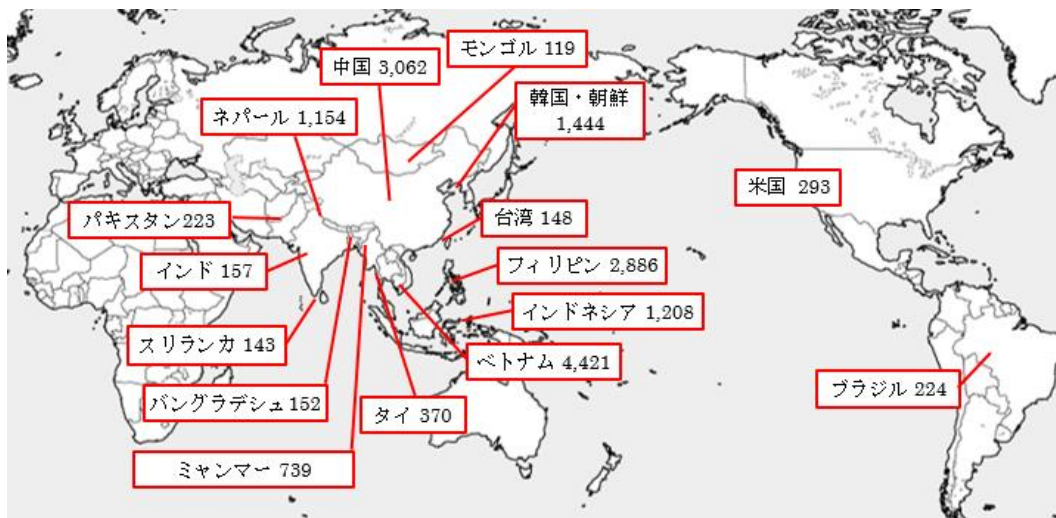 モンゴル 119
中国 3,062
韓国・朝鮮
1,444
ネパール 1,154
米国 293
パキスタン223
台湾 148
インド 157
フィリピン 2,886
インドネシア 1,208
スリランカ 143
ベトナム 4,421
ブラジル 224
バングラデシュ152
タイ 370
ミャンマー 739